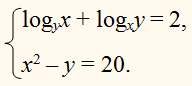 log_y x + log_x y = 2,
x² − y = 20.